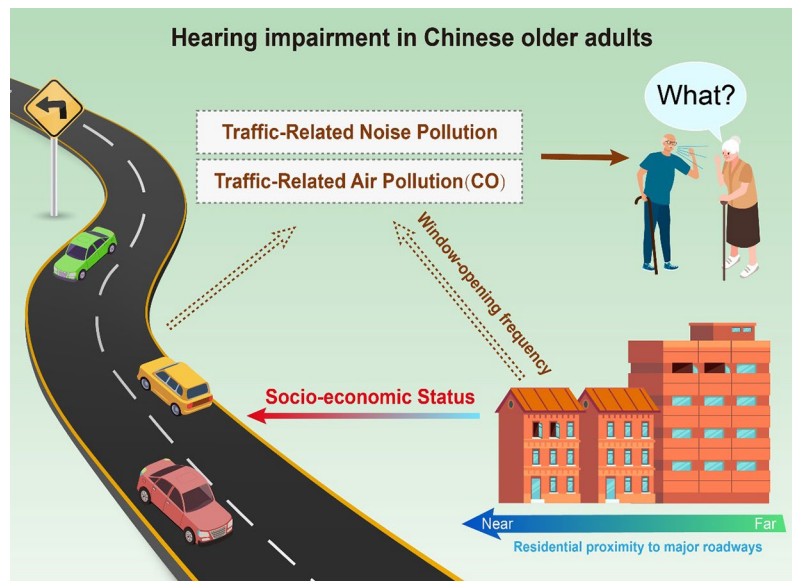 Hearing impairment in Chinese older adults
What?
Traffic-Related Noise Pollution
Traffic-Related Air Pollution(CO)
Window-opening frequency
Socio-economic Status
Near
Far
Residential proximity to major roadways